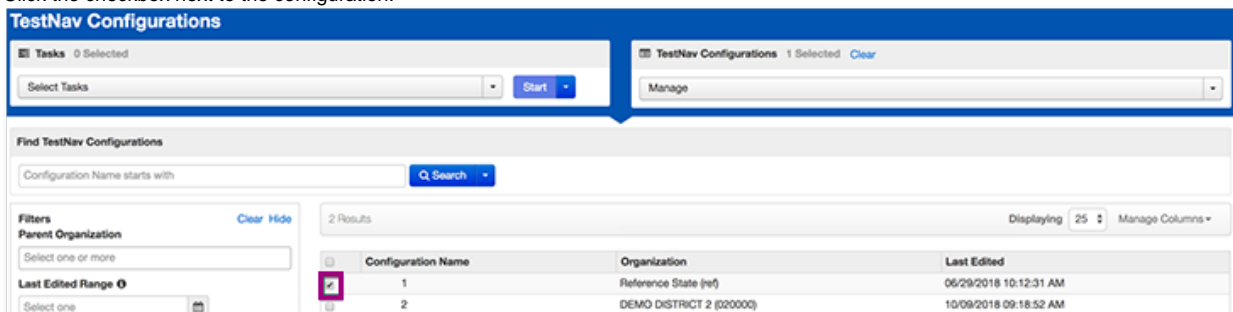 Click the checkbox next to the configuration.
TestNav Configurations
Tasks 0 Selected
TestNav Configurations 1 Selected Clear
Select Tasks
Start
Manage
Find TestNav Configurations
Configuration Name starts with
Search
Filters
Clear Hide
2 Results
Displaying 25 Manage Columns
Parent Organization
Select one or more
Configuration Name Organization Last Edited
Last Edited Range
1 Reference State (ref) 06/29/2018 10:12:31 AM
Select one
2 DEMO DISTRICT 2 (020000) 10/09/2018 09:18:52 AM